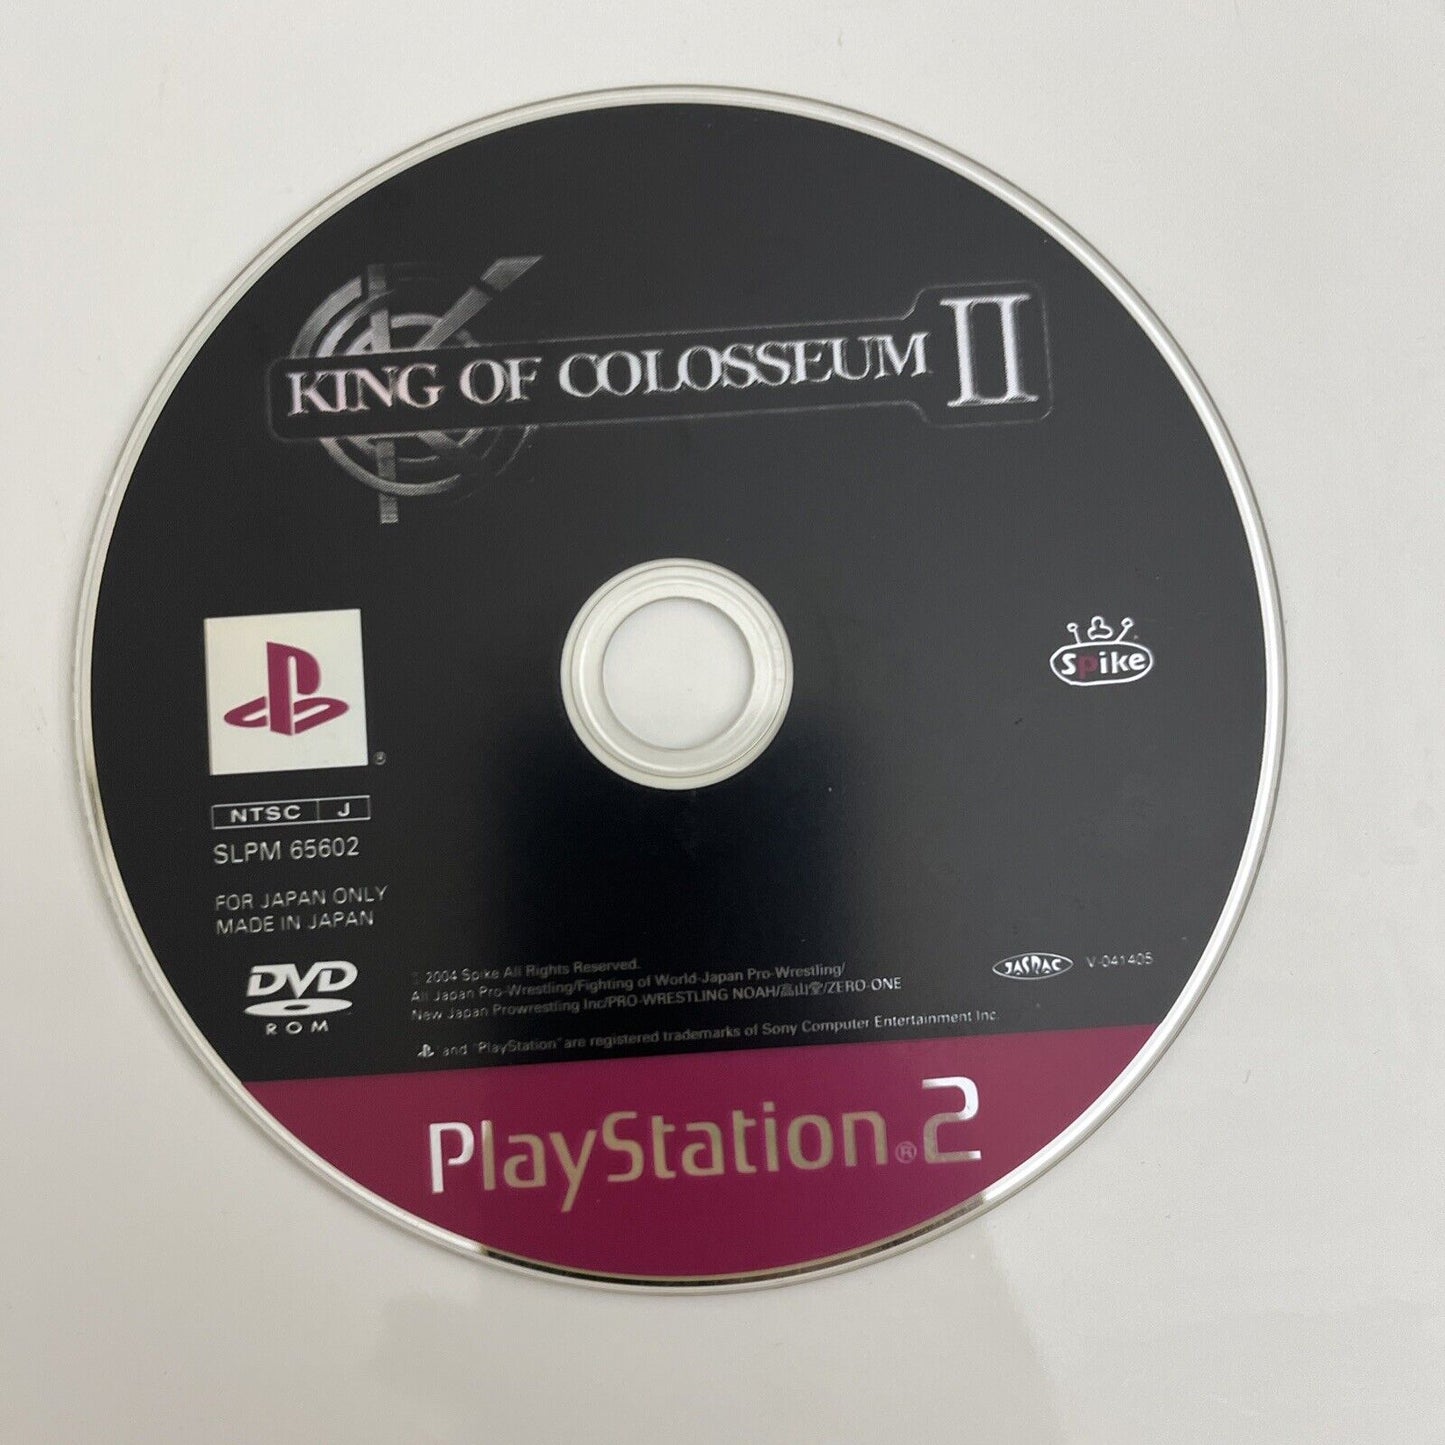 KING OF COLOSSEUM II
Spike
®
NTSC J
SLPM 65602
FOR JAPAN ONLY
MADE IN JAPAN
DVD
ROM
© 2004 Spike All Rights Reserved.
All Japan Pro-Wrestling/Fighting of World-Japan Pro-Wrestling/
New Japan Prowrestling Inc/PRO-WRESTLING NOAH/高山堂/ZERO-ONE
JASRAC V-041405
and "PlayStation" are registered trademarks of Sony Computer Entertainment Inc.
PlayStation®2